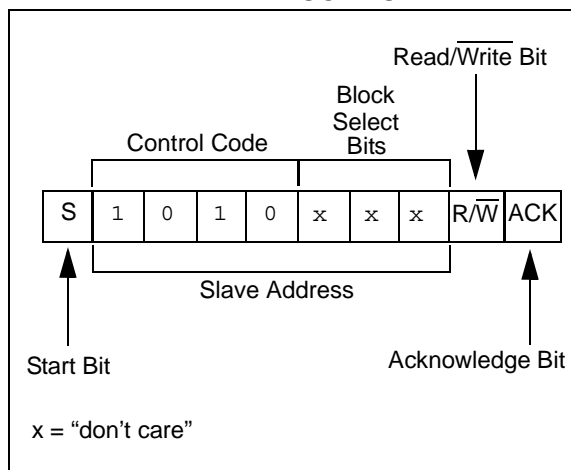 Read/Write Bit
Block
Select
Bits
Control Code
S 1 0 1 0 x x x R/W ACK
Slave Address
Start Bit
Acknowledge Bit
x = “don’t care”